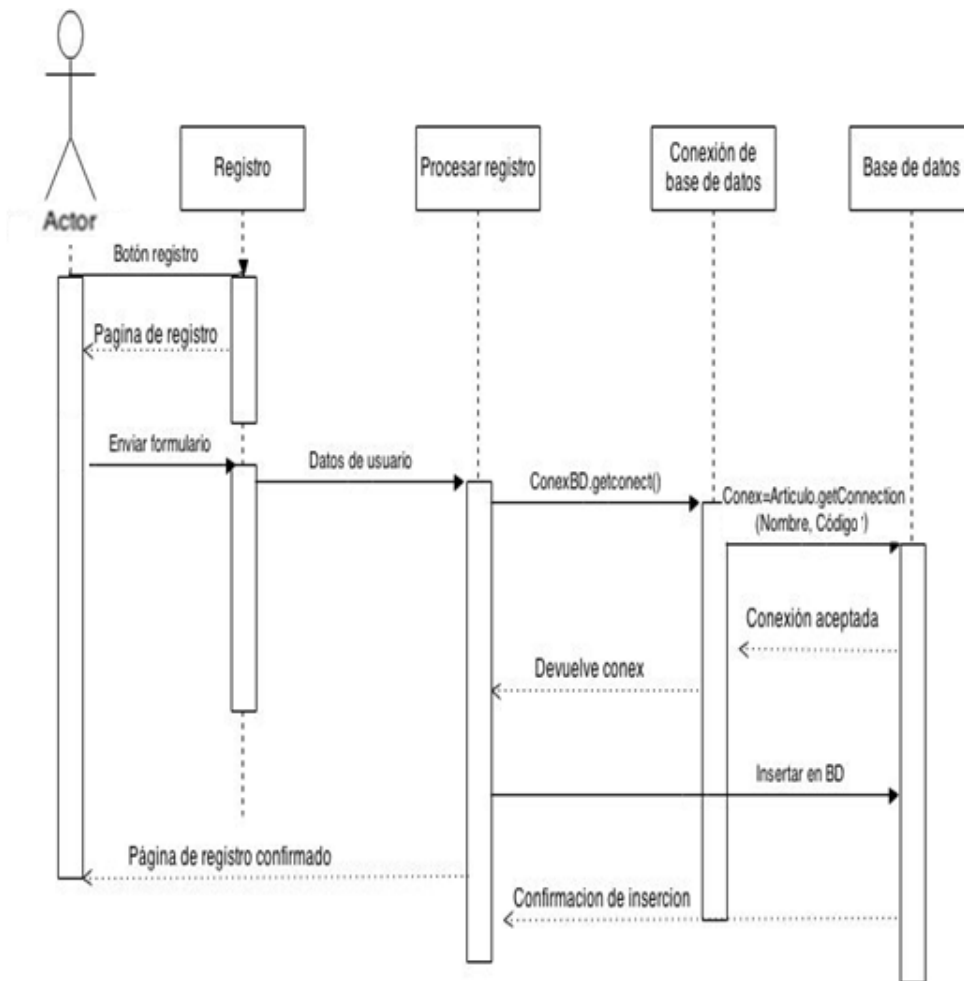 Registro
Procesar registro
Conexión de
base de datos
Base de datos
Actor
Botón registro
Pagina de registro
Enviar formulario
Datos de usuario
ConexBD.getconect()
Conex=Articulo.getConnection
(Nombre, Código')
Conexión aceptada
Devuelve conex
Insertar en BD
Página de registro confirmado
Confirmacion de insercion